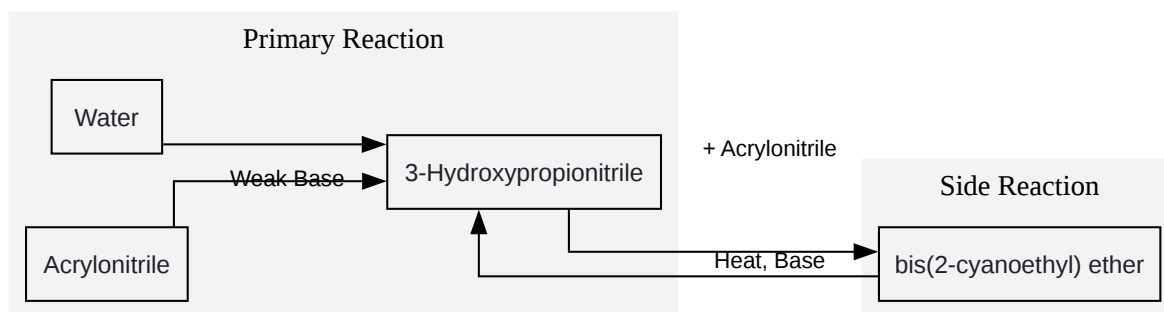 Primary Reaction
Water
3-Hydroxypropionitrile
+ Acrylonitrile
Weak Base
Side Reaction
Acrylonitrile
Heat, Base
bis(2-cyanoethyl) ether